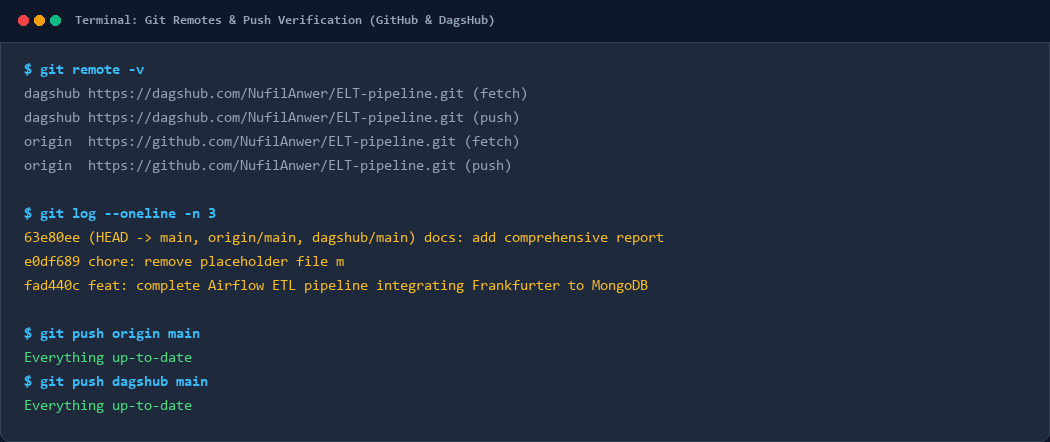 Terminal: Git Remotes & Push Verification (GitHub & DagsHub)
$ git remote -v
dagshub https://dagshub.com/NufilAnwer/ELT-pipeline.git (fetch)
dagshub https://dagshub.com/NufilAnwer/ELT-pipeline.git (push)
origin  https://github.com/NufilAnwer/ELT-pipeline.git (fetch)
origin  https://github.com/NufilAnwer/ELT-pipeline.git (push)
$ git log --oneline -n 3
63e80ee (HEAD -> main, origin/main, dagshub/main) docs: add comprehensive report
e0df689 chore: remove placeholder file m
fad440c feat: complete Airflow ETL pipeline integrating Frankfurter to MongoDB
$ git push origin main
Everything up-to-date
$ git push dagshub main
Everything up-to-date